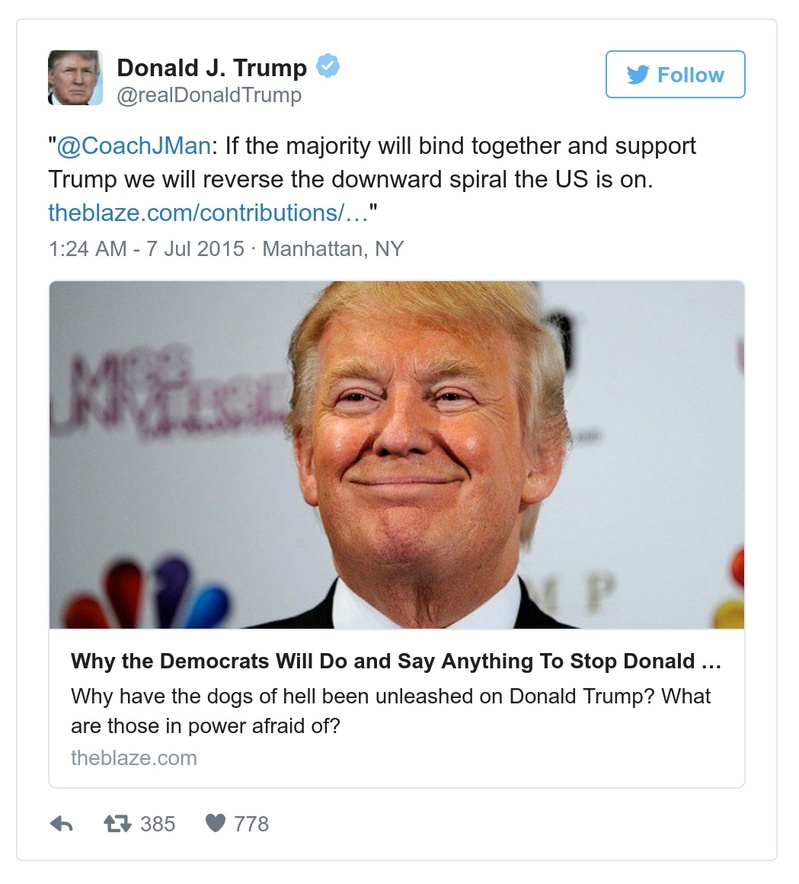 Donald J. Trump
@realDonaldTrump
Follow
"@CoachJMan: If the majority will bind together and support
Trump we will reverse the downward spiral the US is on.
theblaze.com/contributions/…"
1:24 AM - 7 Jul 2015 · Manhattan, NY
MISS
UNIVERSE
M P
Why the Democrats Will Do and Say Anything To Stop Donald …
Why have the dogs of hell been unleashed on Donald Trump? What
are those in power afraid of?
theblaze.com
385 778